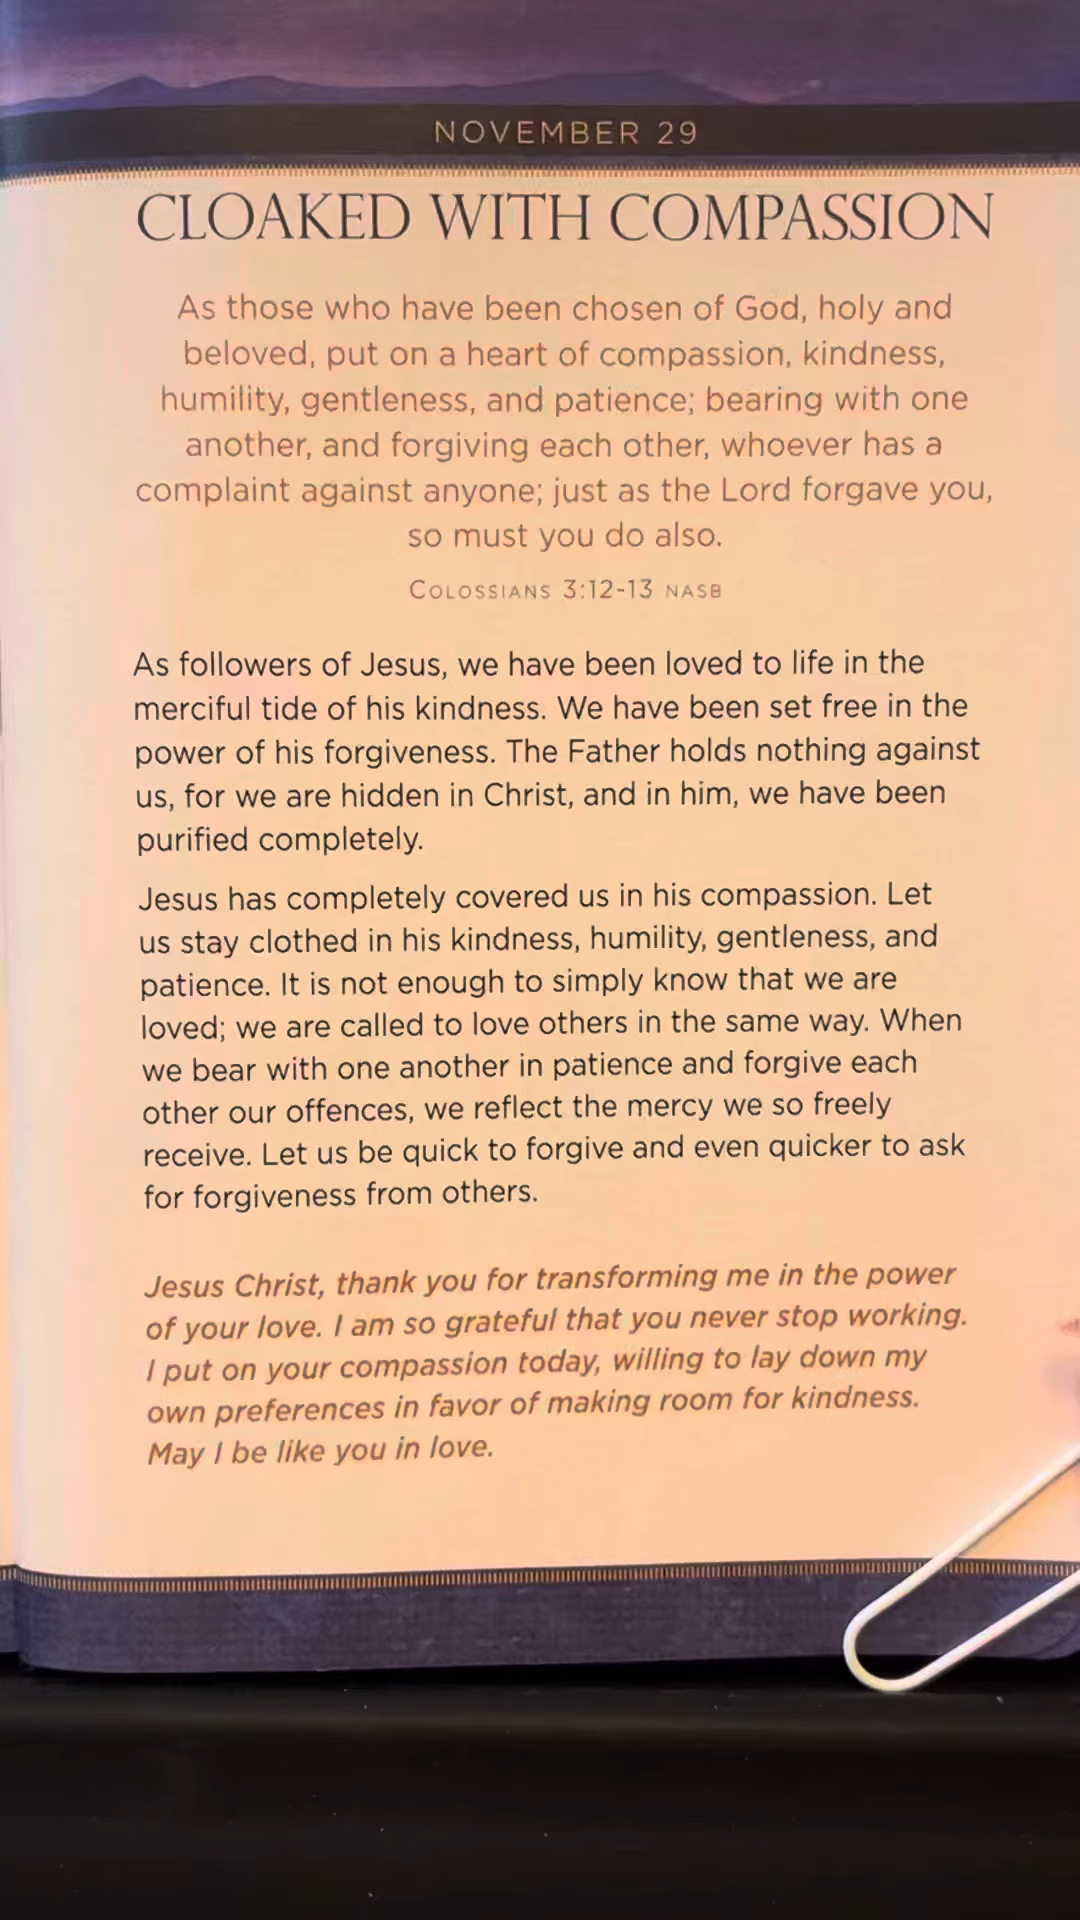 NOVEMBER 29
CLOAKED WITH COMPASSION
As those who have been chosen of God, holy and
beloved, put on a heart of compassion, kindness,
humility, gentleness, and patience; bearing with one
another, and forgiving each other, whoever has a
complaint against anyone; just as the Lord forgave you,
so must you do also.
COLOSSIANS 3:12-13 NASB
As followers of Jesus, we have been loved to life in the
merciful tide of his kindness. We have been set free in the
power of his forgiveness. The Father holds nothing against
us, for we are hidden in Christ, and in him, we have been
purified completely.
Jesus has completely covered us in his compassion. Let
us stay clothed in his kindness, humility, gentleness, and
patience. It is not enough to simply know that we are
loved; we are called to love others in the same way. When
we bear with one another in patience and forgive each
other our offences, we reflect the mercy we so freely
receive. Let us be quick to forgive and even quicker to ask
for forgiveness from others.
Jesus Christ, thank you for transforming me in the power
of your love. I am so grateful that you never stop working.
I put on your compassion today, willing to lay down my
own preferences in favor of making room for kindness.
May I be like you in love.